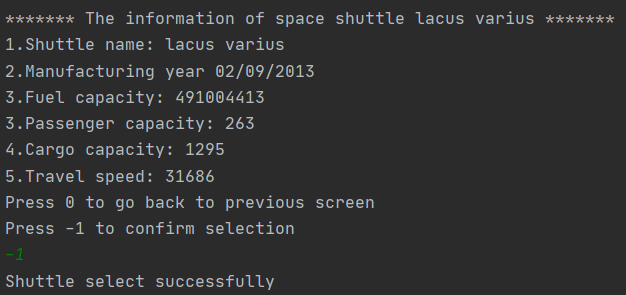 ******* The information of space shuttle lacus varius *******
1.Shuttle name: lacus varius
2.Manufacturing year 02/09/2013
3.Fuel capacity: 491004413
3.Passenger capacity: 263
4.Cargo capacity: 1295
5.Travel speed: 31686
Press 0 to go back to previous screen
Press -1 to confirm selection
-1
Shuttle select successfully